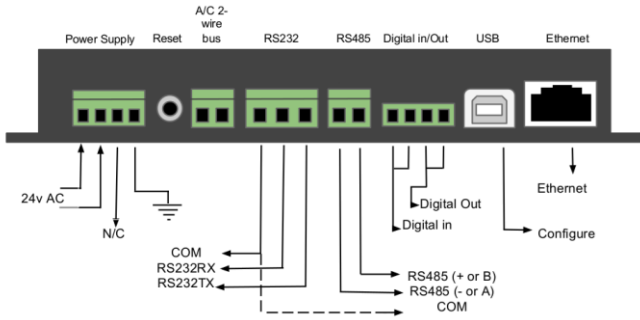 A/C 2-
wire
bus
Power Supply
Reset
RS232
RS485
Digital in/Out
USB
Ethernet
24v AC
N/C
Ethernet
Digital Out
Digital in
Configure
COM
RS232RX
RS232TX
RS485 (+ or B)
RS485 (- or A)
COM